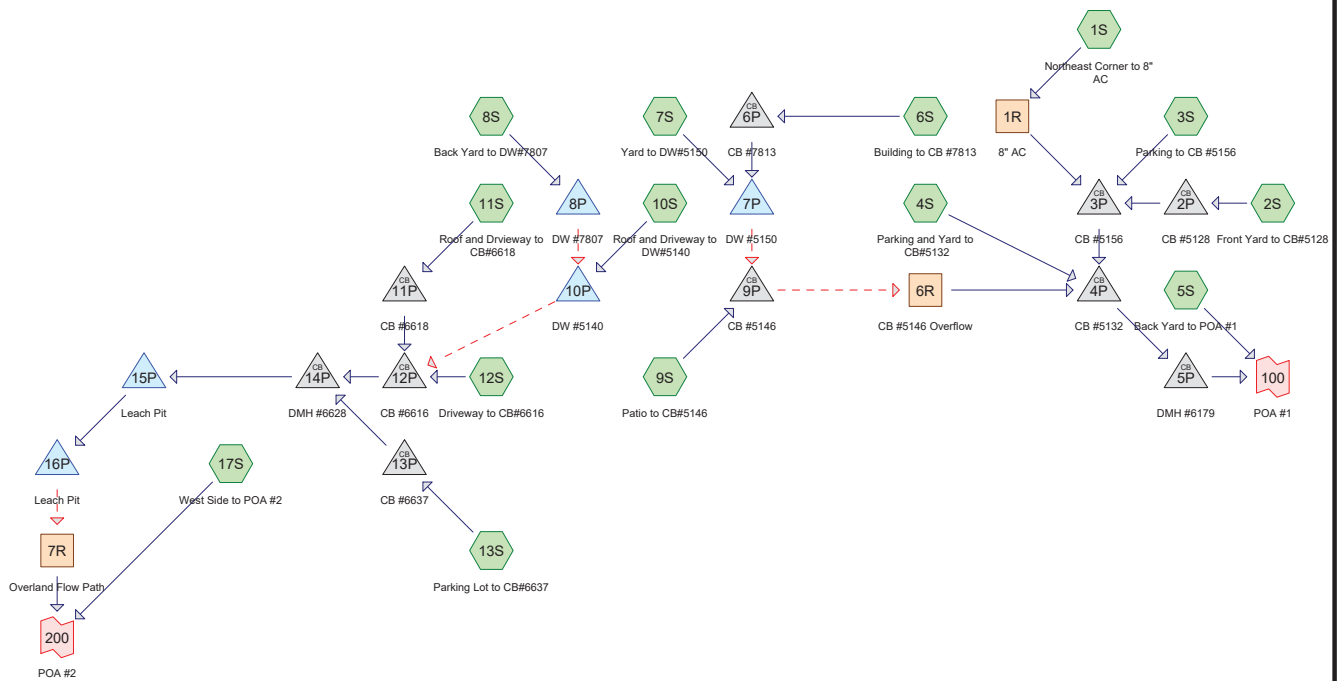 1S
Northeast Corner to 8"
AC
8S
Back Yard to DW#7807
7S
Yard to DW#5150
CB
6P
CB #7813
6S
Building to CB #7813
1R
8" AC
3S
Parking to CB #5156
11S
Roof and Drvieway to
CB#6618
8P
DW #7807
10S
Roof and Driveway to
DW#5140
7P
DW #5150
4S
Parking and Yard to
CB#5132
CB
3P
CB #5156
CB
2P
CB #5128
2S
Front Yard to CB#5128
CB
11P
CB #6618
10P
DW #5140
CB
9P
CB #5146
6R
CB #5146 Overflow
CB
4P
CB #5132
5S
Back Yard to POA #1
15P
Leach Pit
CB
14P
DMH #6628
CB
12P
CB #6616
12S
Driveway to CB#6616
9S
Patio to CB#5146
CB
5P
DMH #6179
100
POA #1
16P
Leach Pit
17S
West Side to POA #2
CB
13P
CB #6637
7R
Overland Flow Path
13S
Parking Lot to CB#6637
200
POA #2